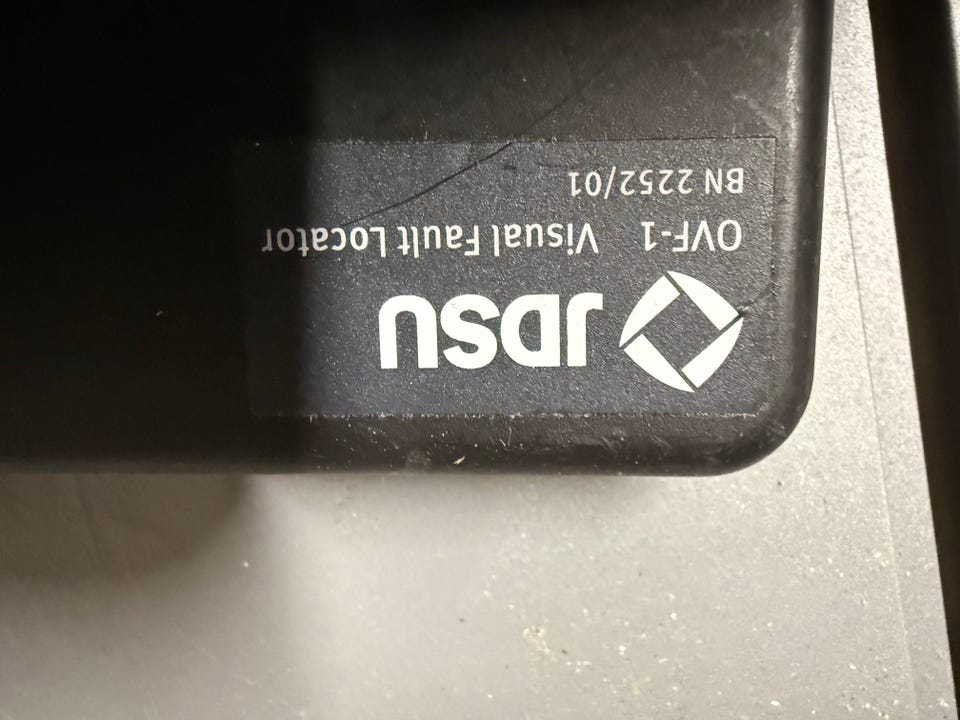 JDSU
OVF-1 Visual Fault Locator
BN 2252/01